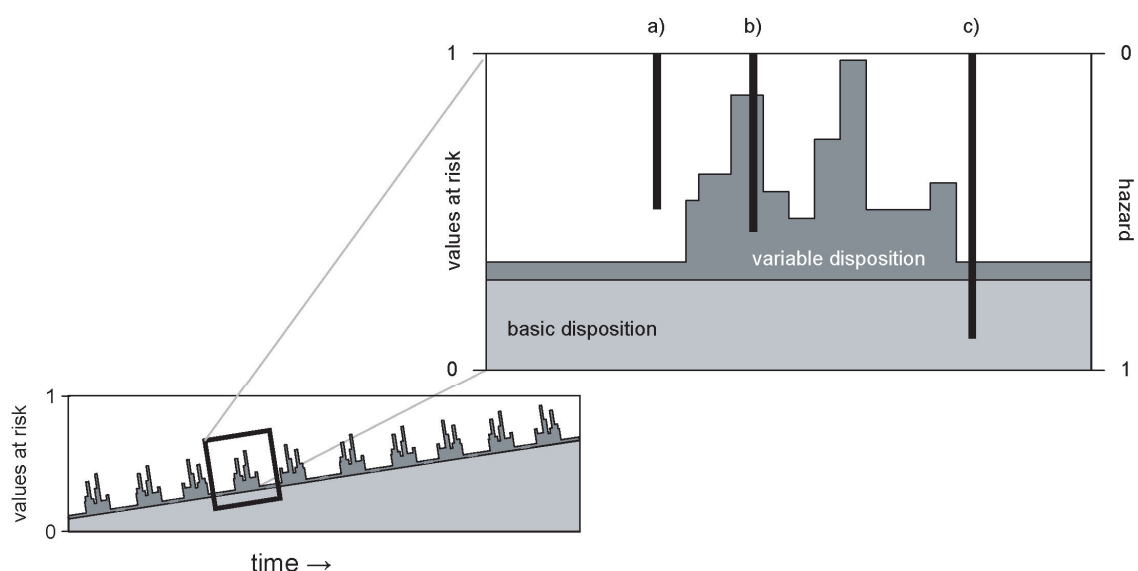 a) b) c)
1 0
values at risk
hazard
variable disposition
basic disposition
0 1
1
values at risk
0
time →